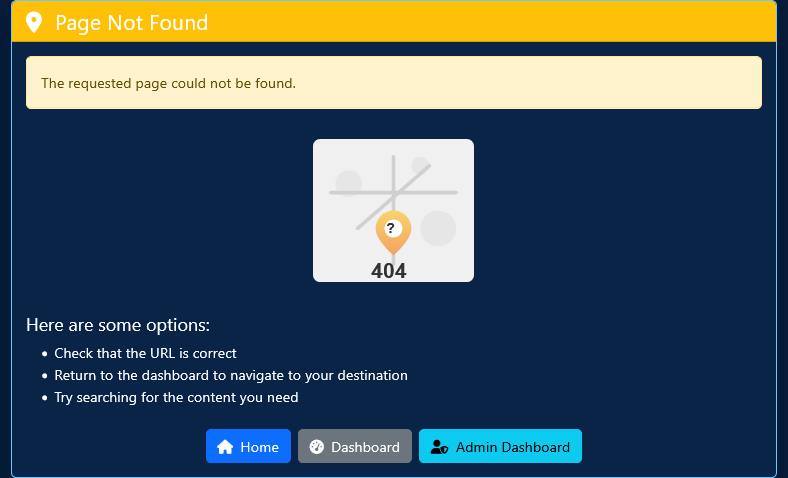 Page Not Found
The requested page could not be found.
?
404
Here are some options:
Check that the URL is correct
Return to the dashboard to navigate to your destination
Try searching for the content you need
Home
Dashboard
Admin Dashboard